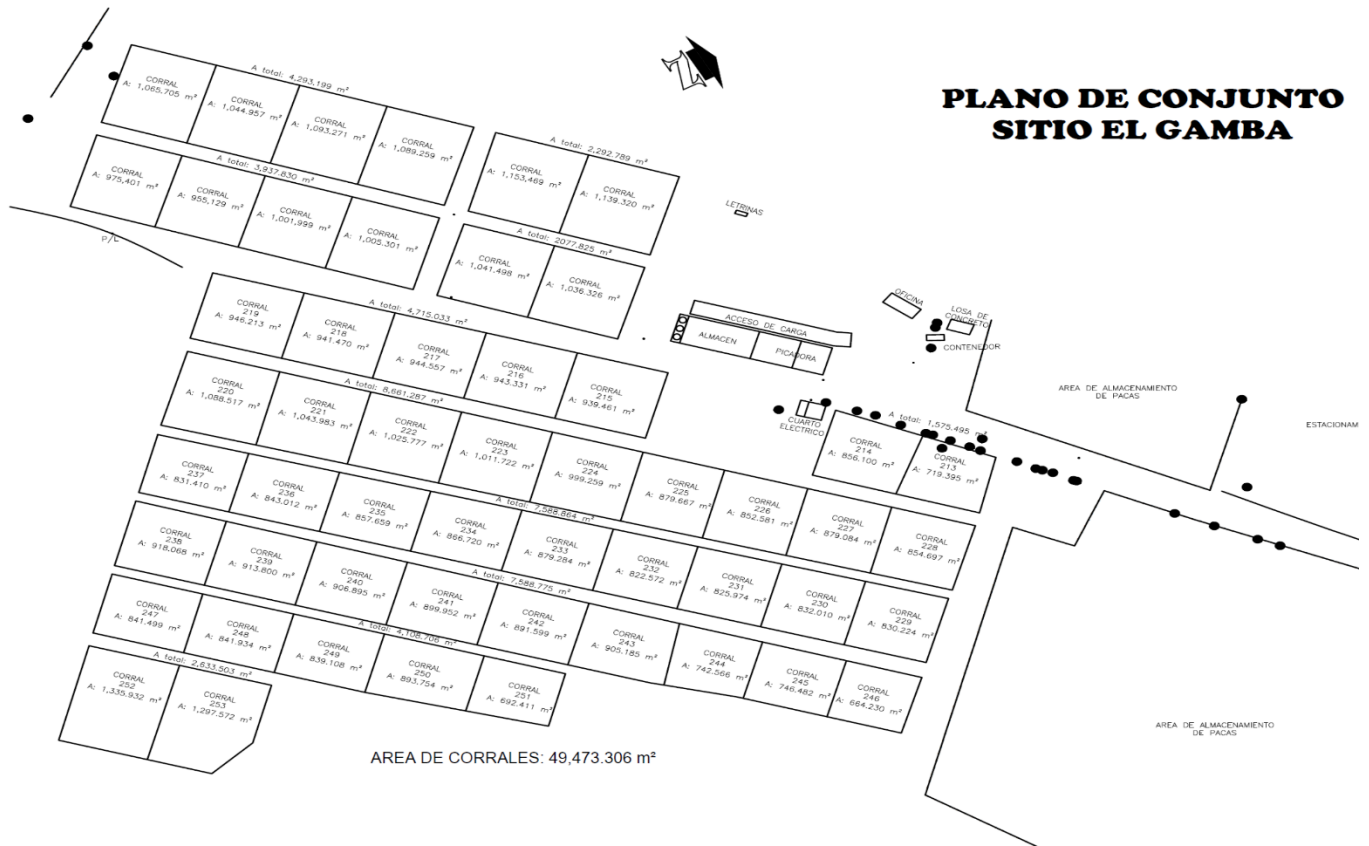 PLANO DE CONJUNTO
SITIO EL GAMBA
A total: 4,293.199 m²
CORRAL
A: 1,065.705 m²
CORRAL
A: 1,044.957 m²
CORRAL
A: 1,093.271 m²
CORRAL
A: 1,089.259 m²
A total: 3,937.830 m²
CORRAL
A: 975,401 m²
CORRAL
A: 955,129 m²
CORRAL
A: 1,001.999 m²
CORRAL
A: 1,005.301 m²
P/L
A total: 2,292.789 m²
CORRAL
A: 1,153,469 m²
CORRAL
A: 1,139.320 m²
A total: 2077.825 m²
CORRAL
A: 1,041.498 m²
CORRAL
A: 1,036.326 m²
LETRINAS
OFICINA
LOSA DE
CONCRETO
CONTENEDOR
ACCESO DE CARGA
ALMACEN
PICADORA
CUARTO
ELECTRICO
AREA DE ALMACENAMIENTO
DE PACAS
ESTACIONAM
A total: 4,715.033 m²
CORRAL
219
A: 946.213 m²
CORRAL
218
A: 941.470 m²
CORRAL
217
A: 944.557 m²
CORRAL
216
A: 943.331 m²
CORRAL
215
A: 939.461 m²
A total: 1,575.495 m²
CORRAL
214
A: 856.100 m²
CORRAL
213
A: 719.395 m²
A total: 8,661.287 m²
CORRAL
220
A: 1,088.517 m²
CORRAL
221
A: 1,043.983 m²
CORRAL
222
A: 1,025.777 m²
CORRAL
223
A: 1,011.722 m²
CORRAL
224
A: 999.259 m²
CORRAL
225
A: 879.667 m²
CORRAL
226
A: 852.581 m²
CORRAL
227
A: 879.084 m²
CORRAL
228
A: 854.697 m²
A total: 7,588.864 m²
CORRAL
237
A: 831.410 m²
CORRAL
236
A: 843.012 m²
CORRAL
235
A: 857.659 m²
CORRAL
234
A: 866.720 m²
CORRAL
233
A: 879.284 m²
CORRAL
232
A: 822.572 m²
CORRAL
231
A: 825.974 m²
CORRAL
230
A: 832.010 m²
CORRAL
229
A: 830.224 m²
A total: 7,588.775 m²
CORRAL
238
A: 918.068 m²
CORRAL
239
A: 913.800 m²
CORRAL
240
A: 906.895 m²
CORRAL
241
A: 899.952 m²
CORRAL
242
A: 891.599 m²
CORRAL
243
A: 905.185 m²
CORRAL
244
A: 742.566 m²
CORRAL
245
A: 746.482 m²
CORRAL
246
A: 664.230 m²
A total: 4,108.706 m²
CORRAL
247
A: 841.499 m²
CORRAL
248
A: 841.934 m²
CORRAL
249
A: 839.108 m²
CORRAL
250
A: 893.754 m²
CORRAL
251
A: 692.411 m²
A total: 2,633.503 m²
CORRAL
252
A: 1,335.932 m²
CORRAL
253
A: 1,297.572 m²
AREA DE ALMACENAMIENTO
DE PACAS
AREA DE CORRALES: 49,473.306 m²